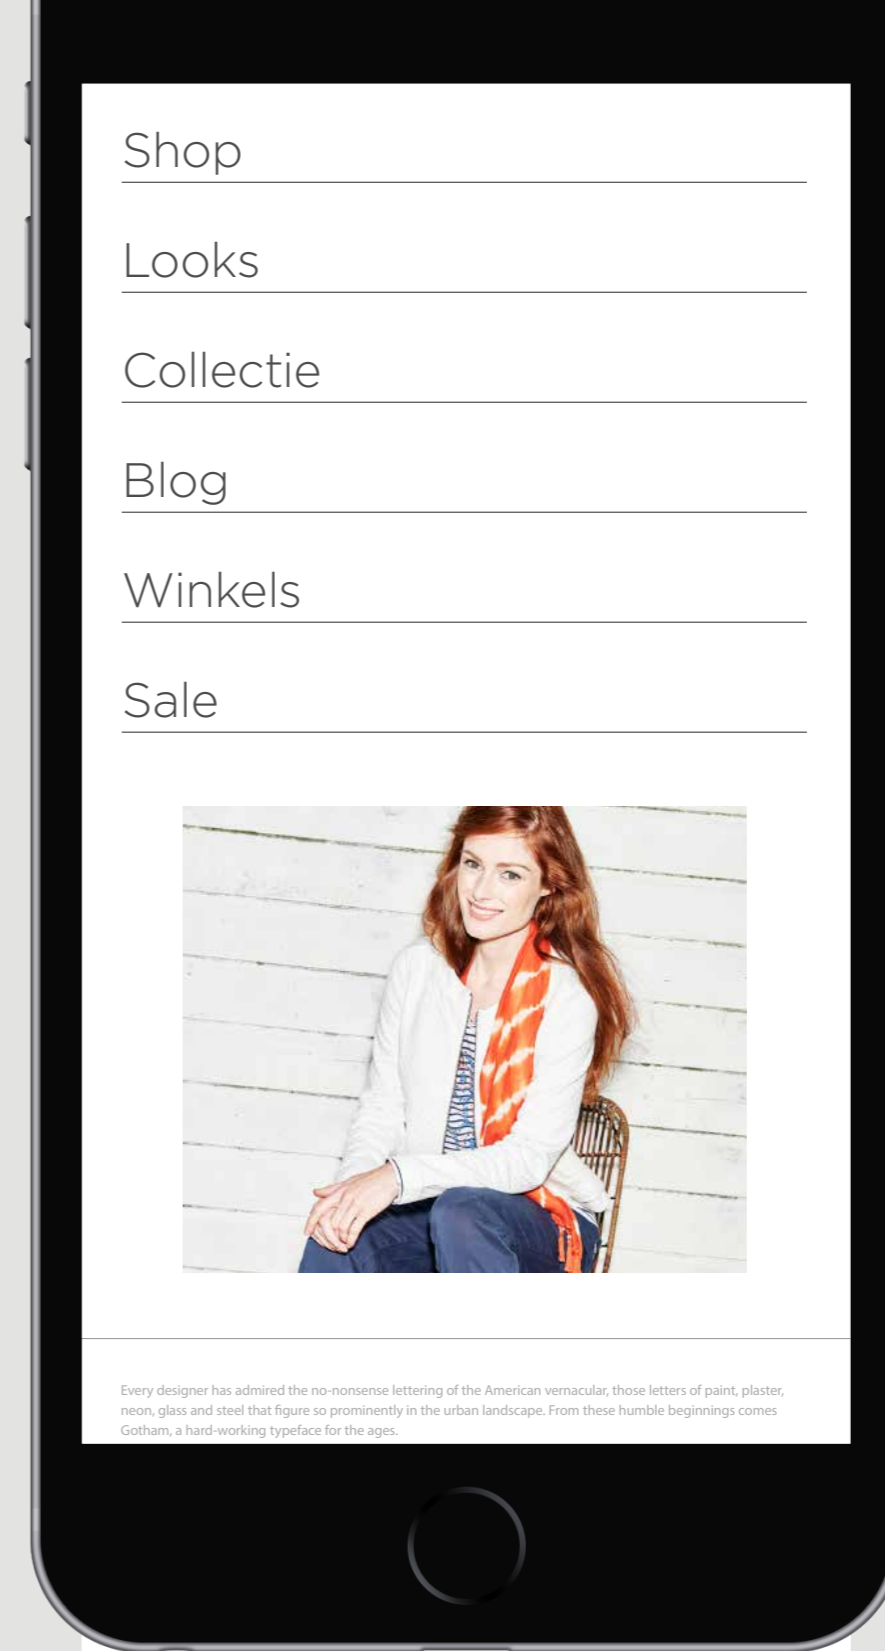 Shop
Looks
Collectie
Blog
Winkels
Sale
Every designer has admired the no-nonsense lettering of the American vernacular, those letters of paint, plaster,
neon, glass and steel that figure so prominently in the urban landscape. From these humble beginnings comes
Gotham, a hard-working typeface for the ages.